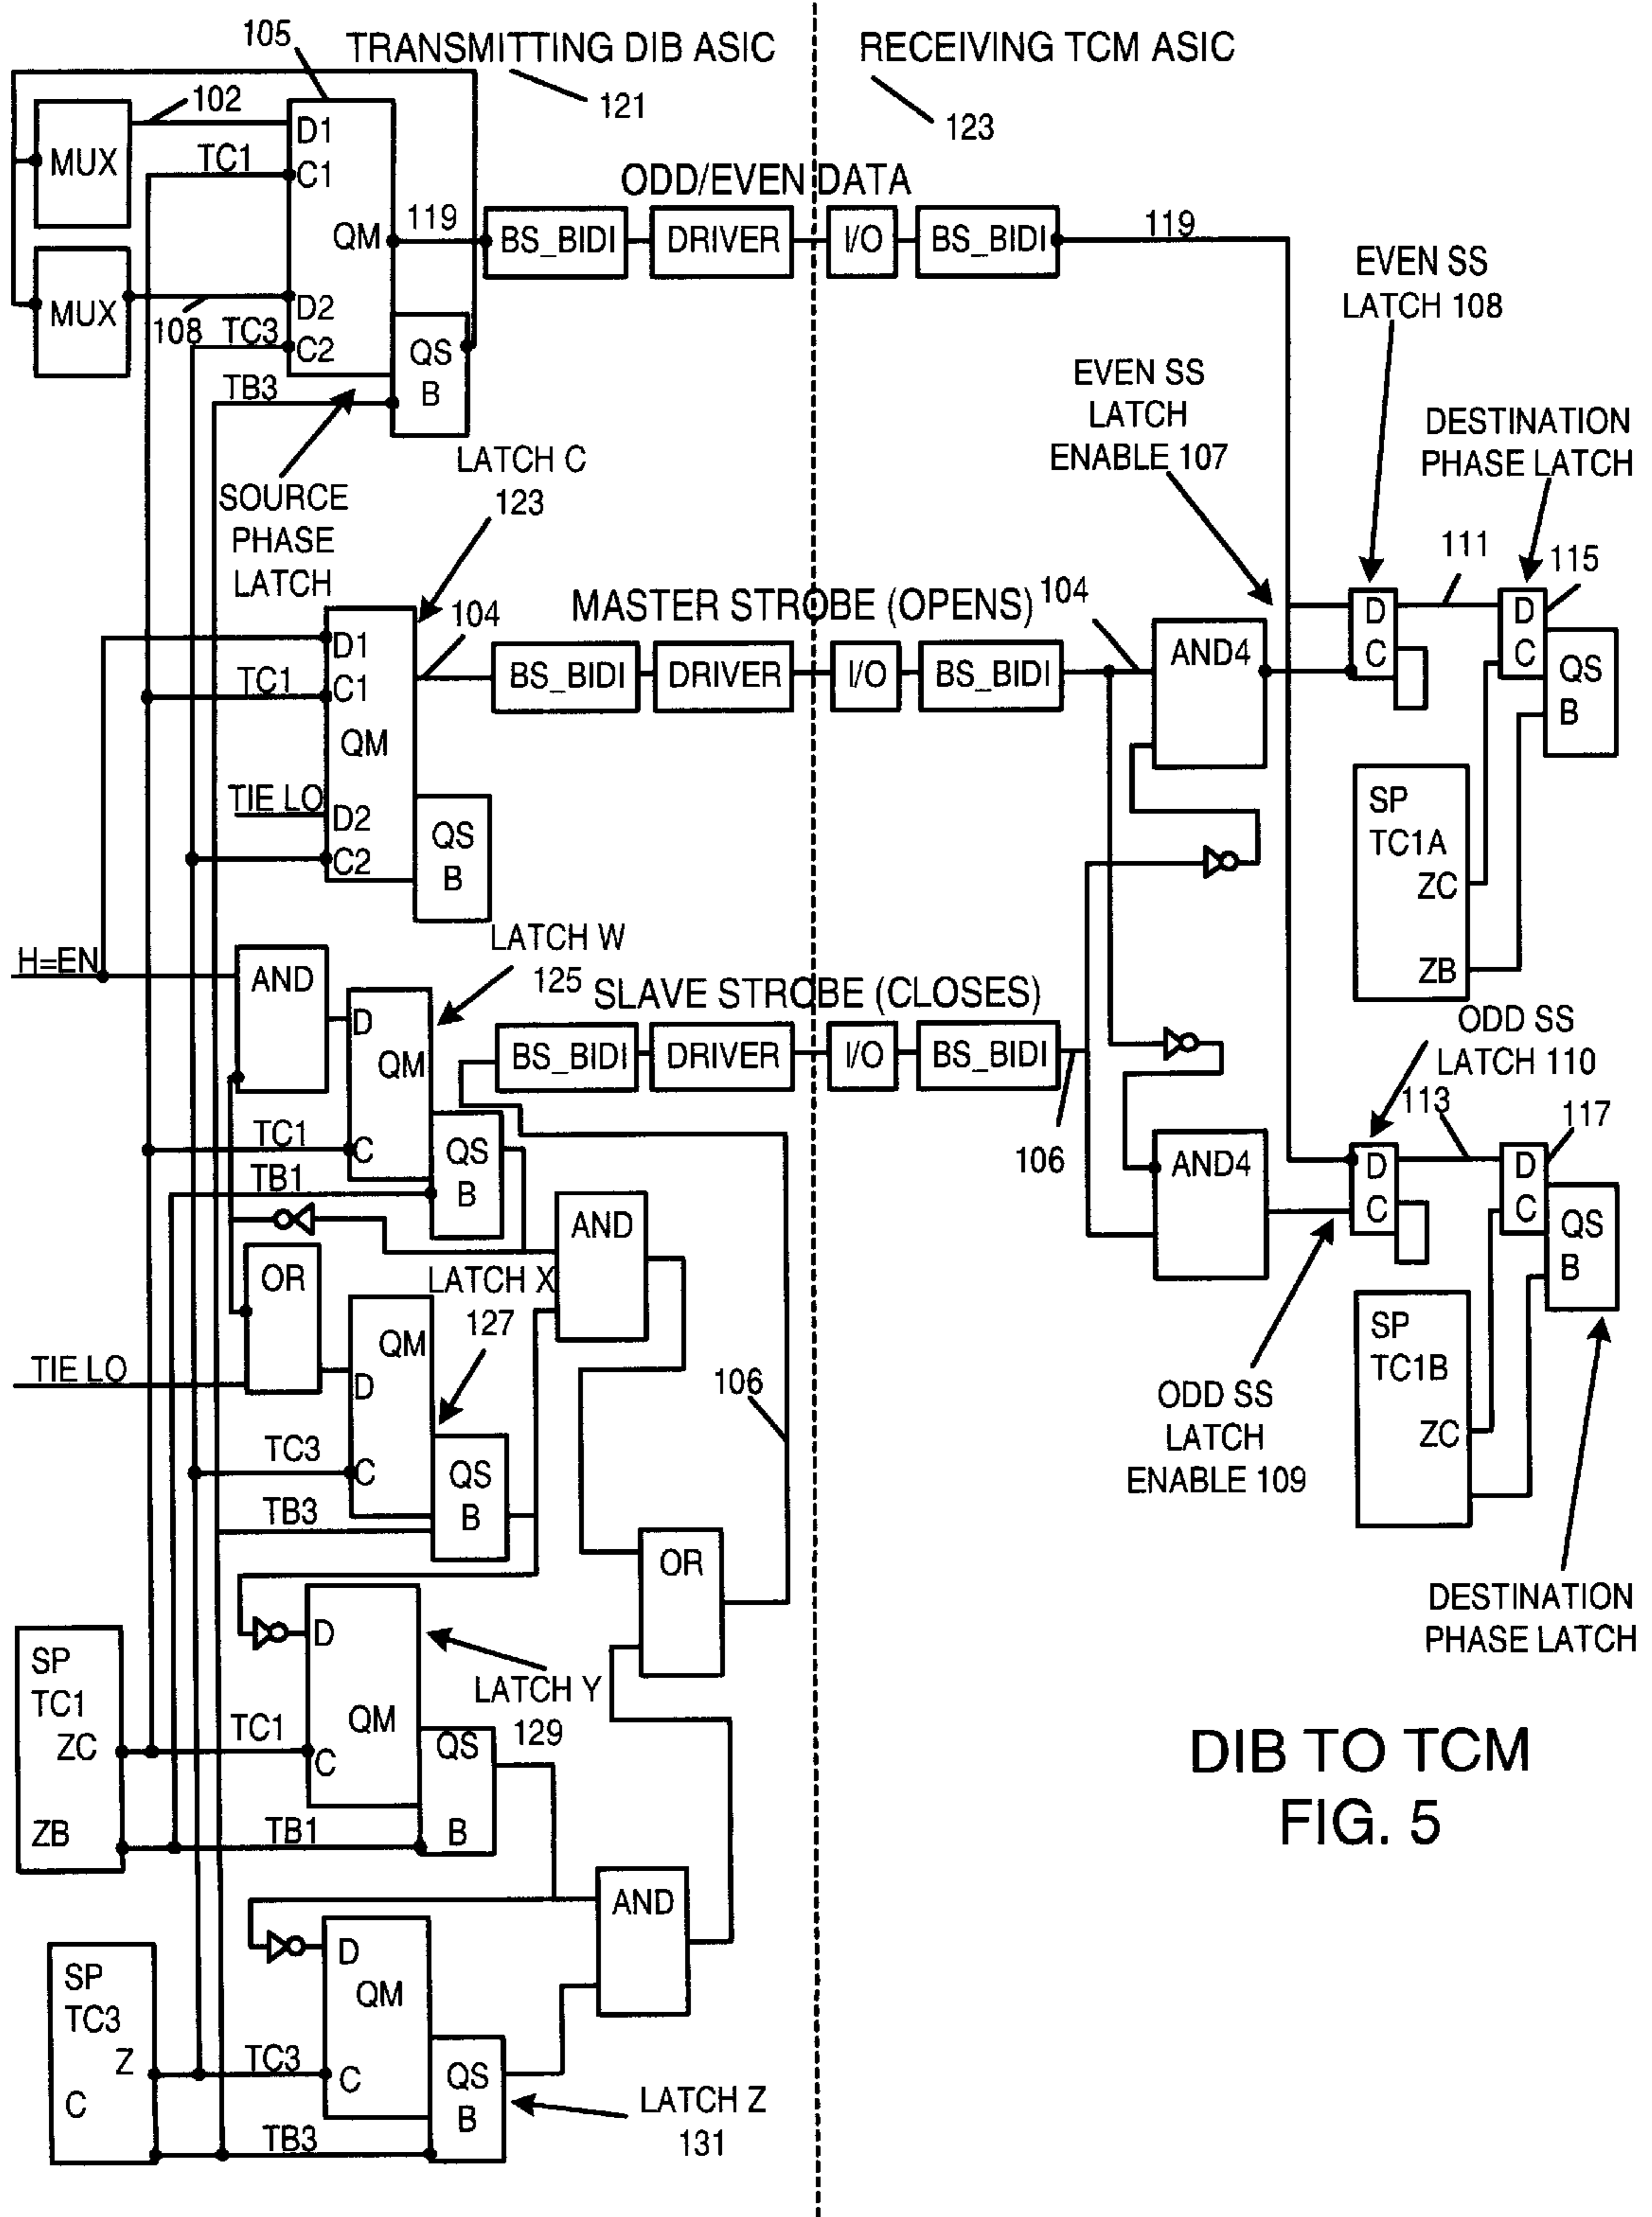 105
TRANSMITTING DIB ASIC
121
RECEIVING TCM ASIC
123
MUX
102
D1
TC1
C1
QM
119
ODD/EVEN DATA
BS_BIDI
DRIVER
I/O
BS_BIDI
119
MUX
108
D2
TC3
C2
QS
B
TB3
SOURCE
PHASE
LATCH
EVEN SS
LATCH 108
EVEN SS
LATCH
ENABLE 107
DESTINATION
PHASE LATCH
LATCH C
123
D1
TC1
C1
QM
TIE LO
D2
C2
QS
B
104
MASTER STROBE (OPENS)
BS_BIDI
DRIVER
I/O
BS_BIDI
104
AND4
D
C
111
115
D
C
QS
B
SP
TC1A
ZC
ZB
H=EN
AND
LATCH W
125
D
QM
TC1
C
TB1
QS
B
SLAVE STROBE (CLOSES)
BS_BIDI
DRIVER
I/O
BS_BIDI
106
AND4
ODD SS
LATCH 110
113
117
D
C
D
C
QS
B
SP
TC1B
ZC
ODD SS
LATCH
ENABLE 109
DESTINATION
PHASE LATCH
OR
TIE LO
LATCH X
127
QM
D
TC3
C
TB3
QS
B
AND
106
OR
SP
TC1
ZC
ZB
D
QM
TC1
C
TB1
QS
B
LATCH Y
129
AND
SP
TC3
Z
C
D
QM
TC3
C
TB3
QS
B
LATCH Z
131
DIB TO TCM
FIG. 5